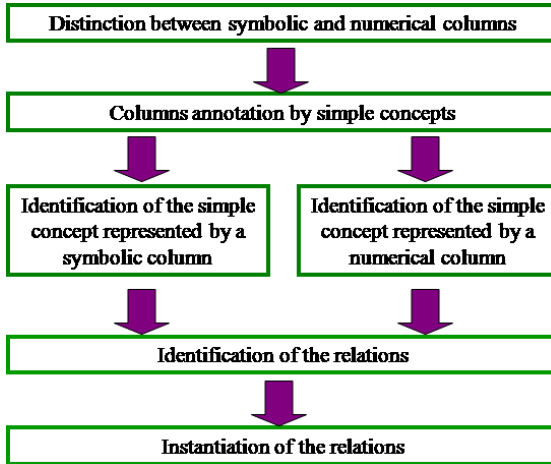 Distinction between symbolic and numerical columns
Columns annotation by simple concepts
Identification of the simple
concept represented by a
symbolic column
Identification of the simple
concept represented by a
numerical column
Identification of the relations
Instantiation of the relations